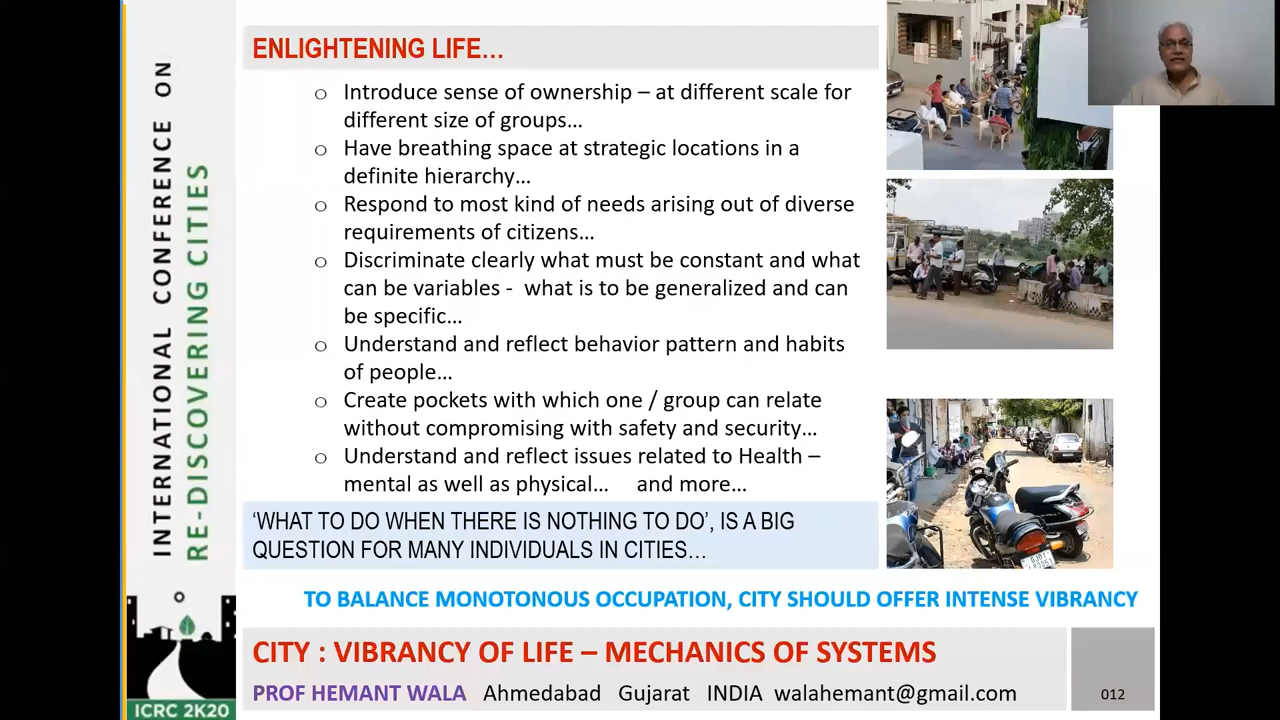 INTERNATIONAL CONFERENCE ON
RE-DISCOVERING CITIES
ICRC 2K20
ENLIGHTENING LIFE…
○ Introduce sense of ownership – at different scale for
different size of groups…
○ Have breathing space at strategic locations in a
definite hierarchy…
○ Respond to most kind of needs arising out of diverse
requirements of citizens…
○ Discriminate clearly what must be constant and what
can be variables - what is to be generalized and can
be specific…
○ Understand and reflect behavior pattern and habits
of people…
○ Create pockets with which one / group can relate
without compromising with safety and security…
○ Understand and reflect issues related to Health –
mental as well as physical… and more…
‘WHAT TO DO WHEN THERE IS NOTHING TO DO’, IS A BIG
QUESTION FOR MANY INDIVIDUALS IN CITIES…
TO BALANCE MONOTONOUS OCCUPATION, CITY SHOULD OFFER INTENSE VIBRANCY
CITY : VIBRANCY OF LIFE – MECHANICS OF SYSTEMS
PROF HEMANT WALA Ahmedabad Gujarat INDIA walahemant@gmail.com
012